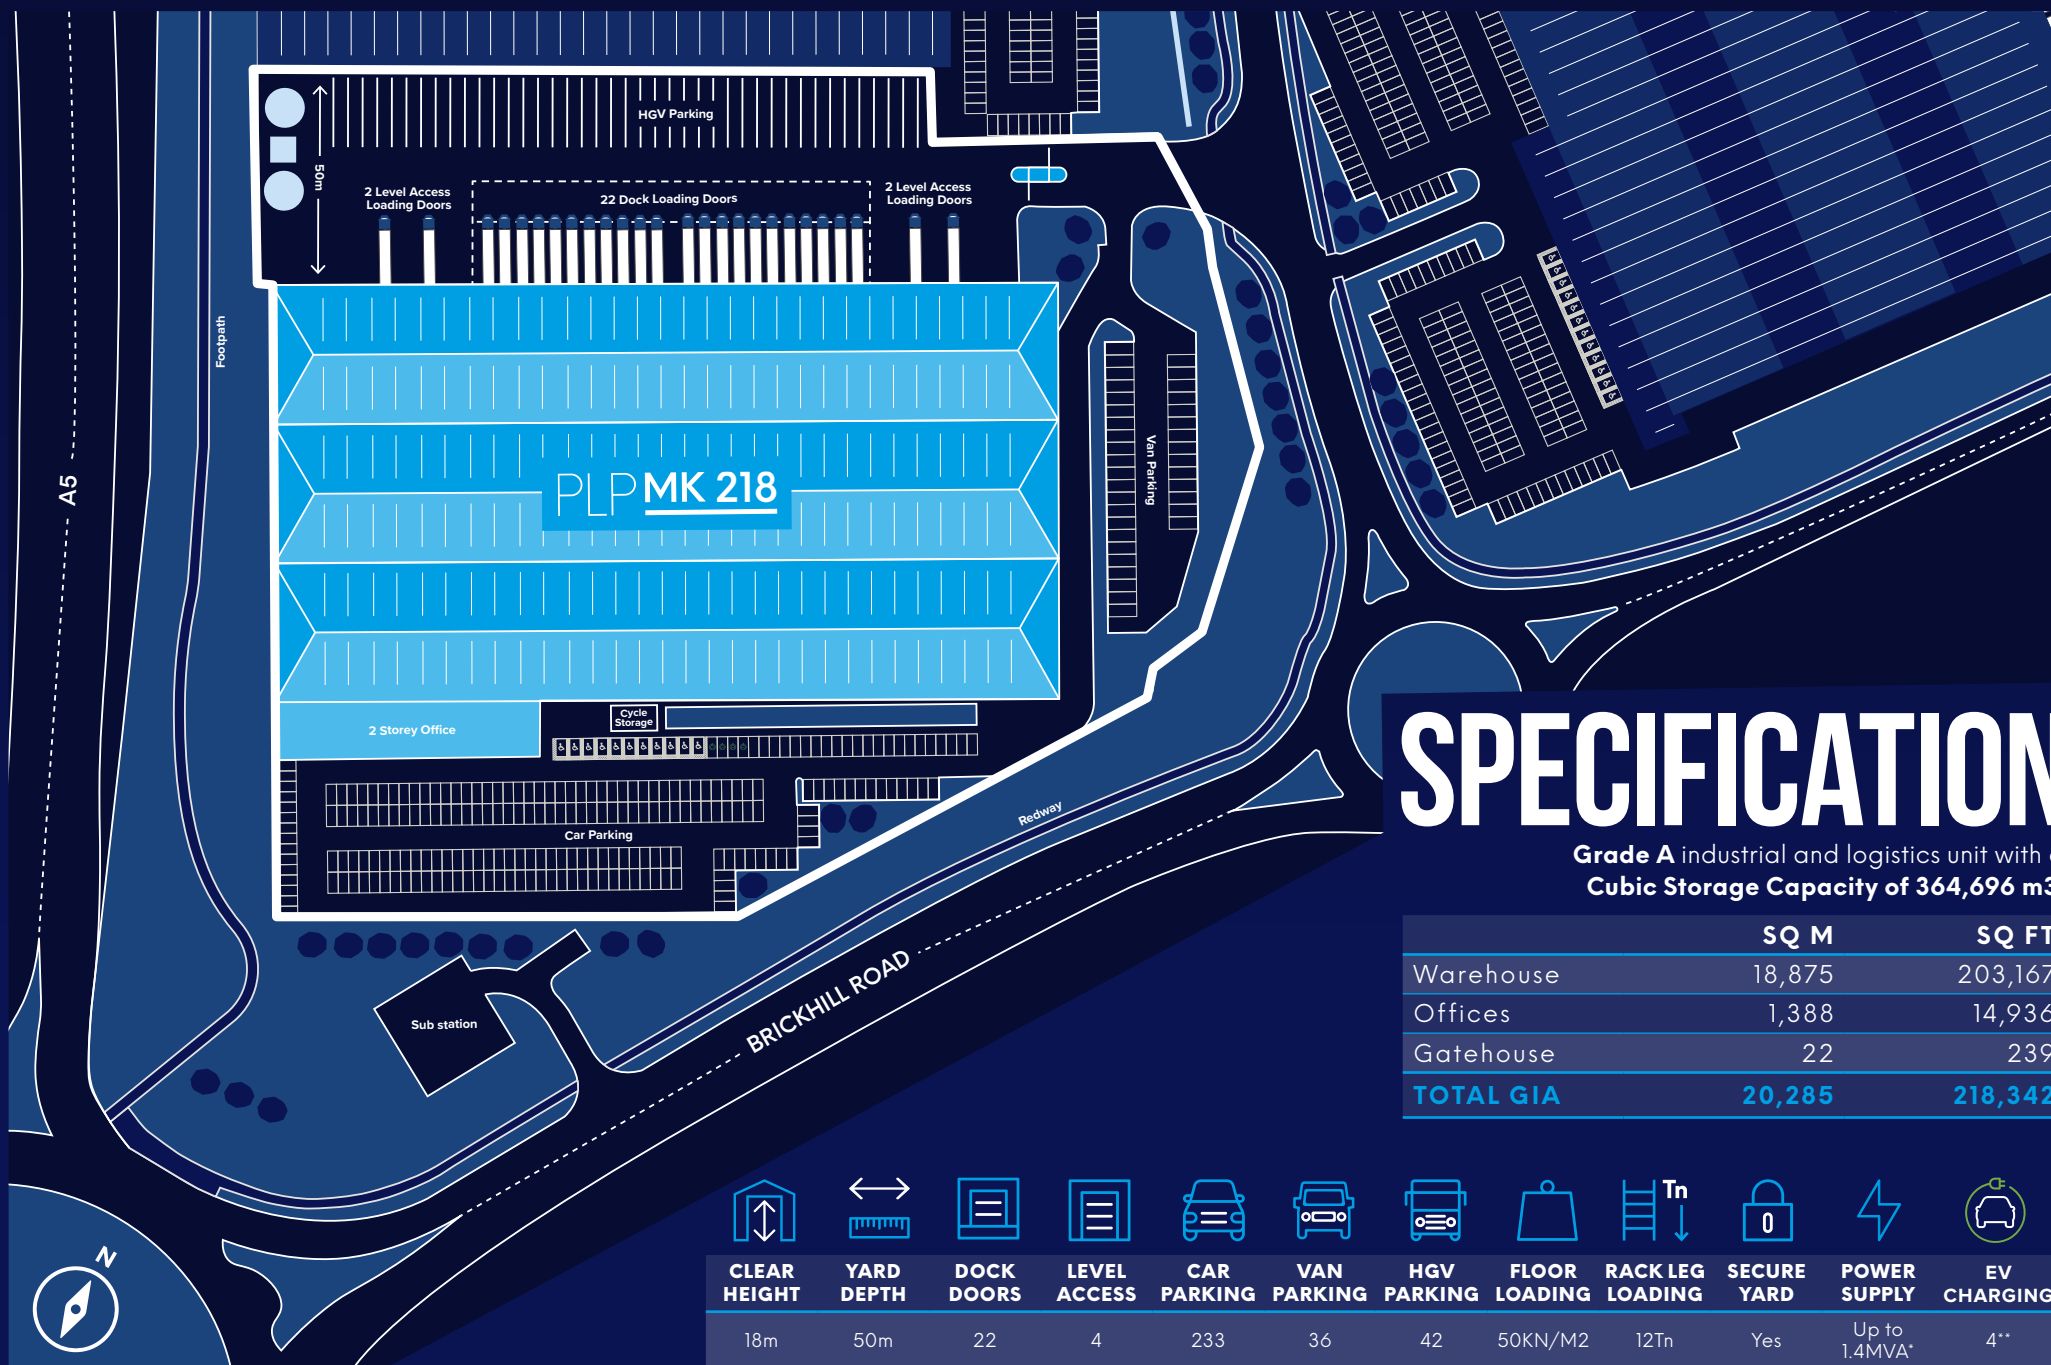 HGV Parking
50m
2 Level Access
Loading Doors
22 Dock Loading Doors
2 Level Access
Loading Doors
Footpath
A5
PLP MK 218
Van Parking
2 Storey Office
Cycle
Storage
Car Parking
Redway
BRICKHILL ROAD
Sub station
N
SPECIFICATION
Grade A industrial and logistics unit with
Cubic Storage Capacity of 364,696 m3
SQ M SQ FT
Warehouse 18,875 203,167
Offices 1,388 14,936
Gatehouse 22 239
TOTAL GIA 20,285 218,342
Tn
CLEAR
HEIGHT
18m
YARD
DEPTH
50m
DOCK
DOORS
22
LEVEL
ACCESS
4
CAR
PARKING
233
VAN
PARKING
36
HGV
PARKING
42
FLOOR
LOADING
50KN/M2
RACK LEG
LOADING
12Tn
SECURE
YARD
Yes
POWER
SUPPLY
Up to
1.4MVA*
EV
CHARGING
4**